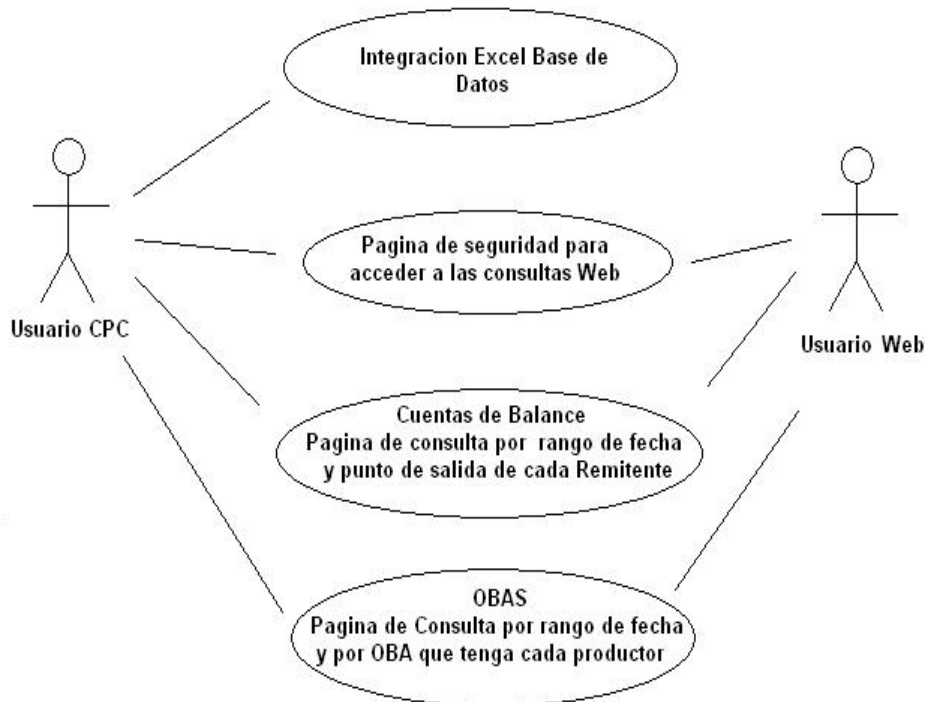 Integracion Excel Base de
Datos
Pagina de seguridad para
acceder a las consultas Web
Usuario CPC
Usuario Web
Cuentas de Balance
Pagina de consulta por rango de fecha
y punto de salida de cada Remitente
OBAS
Pagina de Consulta por rango de fecha
y por OBA que tenga cada productor